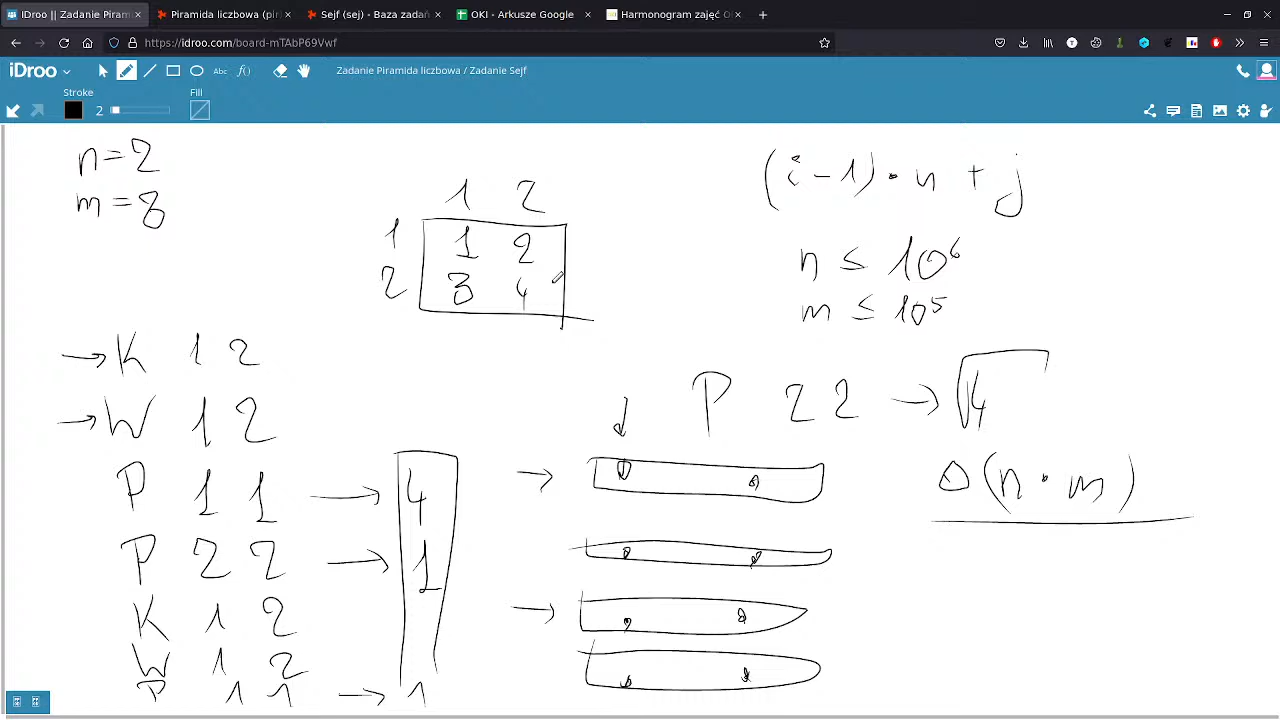 IDroo || Zadanie Pirami
Piramida liczbowa (pir
Sejf (sej) - Baza zadań
OKI - Arkusze Google
Harmonogram zajęć O
https://idroo.com/board-mTAbP69Vwf
iDroo
Abc
f()
Zadanie Piramida liczbowa / Zadanie Sejf
Stroke
Fill
2
n=2
m=8
(i-1)·n+j
n ≤ 10⁶
m ≤ 10⁵
1 2
1 1 2
2 3 4
→ K 1 2
→ W 1 2
P 1 1 → 4
P 2 2 → 1
K 1 2
W 1 2
P 1 1 → 1
P 2 2 → 4
O(n·m)